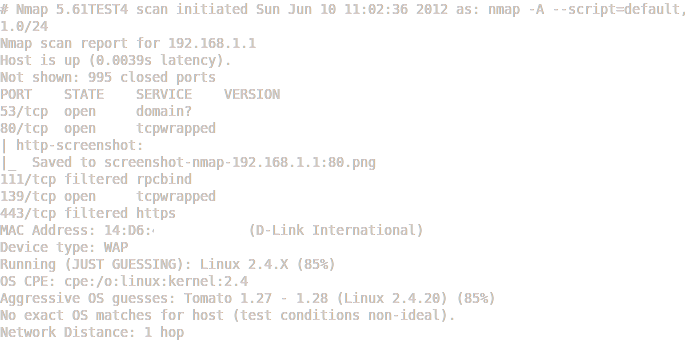 # Nmap 5.61TEST4 scan initiated Sun Jun 10 11:02:36 2012 as: nmap -A --script=default,
1.0/24
Nmap scan report for 192.168.1.1
Host is up (0.0039s latency).
Not shown: 995 closed ports
PORT    STATE    SERVICE    VERSION
53/tcp  open     domain?
80/tcp  open     tcpwrapped
| http-screenshot:
|_  Saved to screenshot-nmap-192.168.1.1:80.png
111/tcp filtered rpcbind
139/tcp open     tcpwrapped
443/tcp filtered https
MAC Address: 14:D6: (D-Link International)
Device type: WAP
Running (JUST GUESSING): Linux 2.4.X (85%)
OS CPE: cpe:/o:linux:kernel:2.4
Aggressive OS guesses: Tomato 1.27 - 1.28 (Linux 2.4.20) (85%)
No exact OS matches for host (test conditions non-ideal).
Network Distance: 1 hop